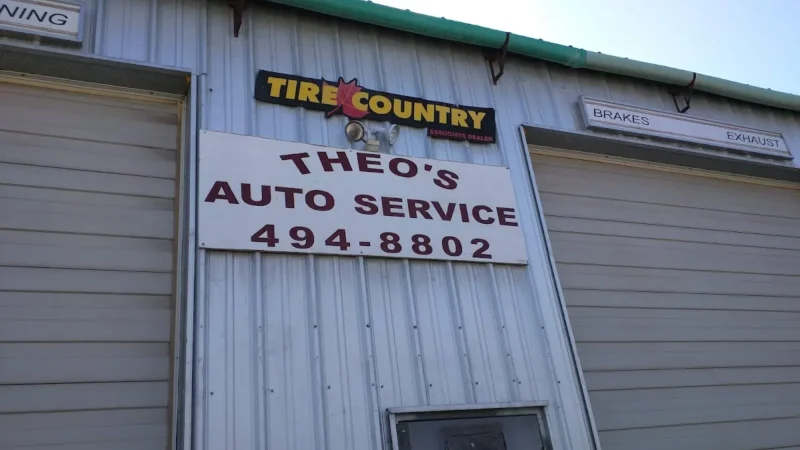 NING
TIRE COUNTRY
ASSOCIATE DEALER
BRAKES EXHAUST
THEO'S
AUTO SERVICE
494-8802